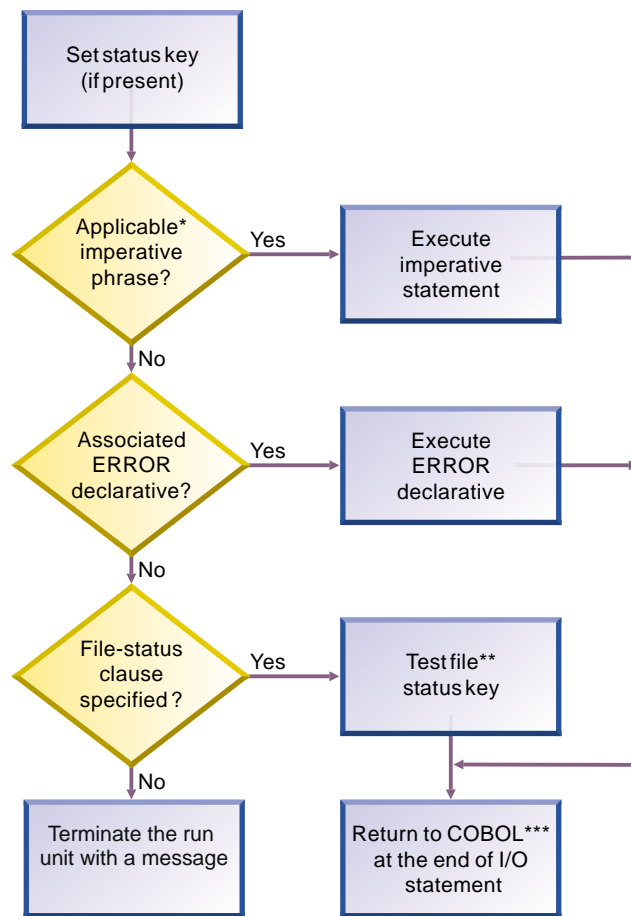 Set status key
(if present)
Applicable*
imperative
phrase?
Yes
Execute
imperative
statement
No
Associated
ERROR
declarative?
Yes
Execute
ERROR
declarative
No
File-status
clause
specified?
Yes
Test file**
status key
No
Terminate the run
unit with a message
Return to COBOL***
at the end of I/O
statement